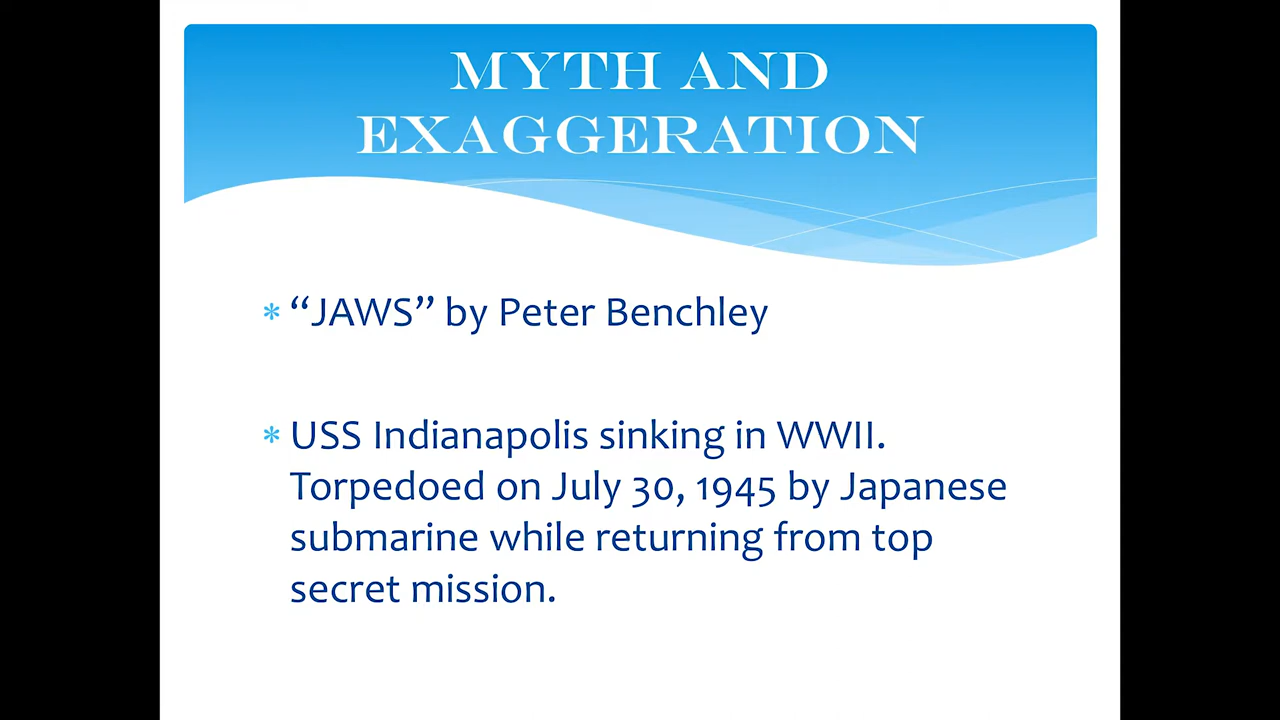 MYTH AND
EXAGGERATION
* “JAWS” by Peter Benchley
* USS Indianapolis sinking in WWII.
Torpedoed on July 30, 1945 by Japanese
submarine while returning from top
secret mission.